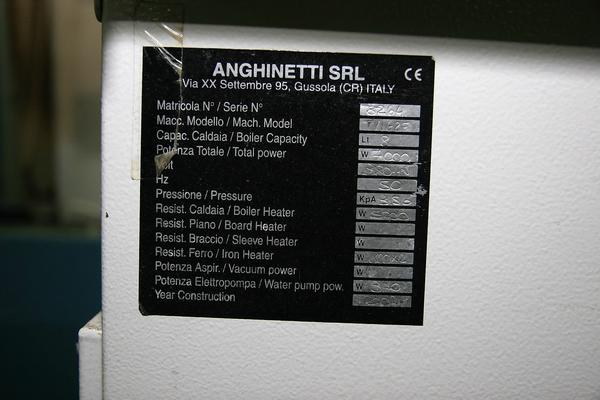 ANGHINETTI SRL CE
Via XX Settembre 95, Gussola (CR) ITALY
Matricola N° / Serie N°
Macc. Modello / Mach. Model
Capac. Caldaia / Boiler Capacity Lt
Potenza Totale / Total power W
Hz 50
Pressione / Pressure KpA
Resist. Caldaia / Boiler Heater W
Resist. Piano / Board Heater W
Resist. Braccio / Sleeve Heater W
Resist. Ferro / Iron Heater W
Potenza Aspir. / Vacuum power W
Potenza Elettropompa / Water pump pow. W
Year Construction